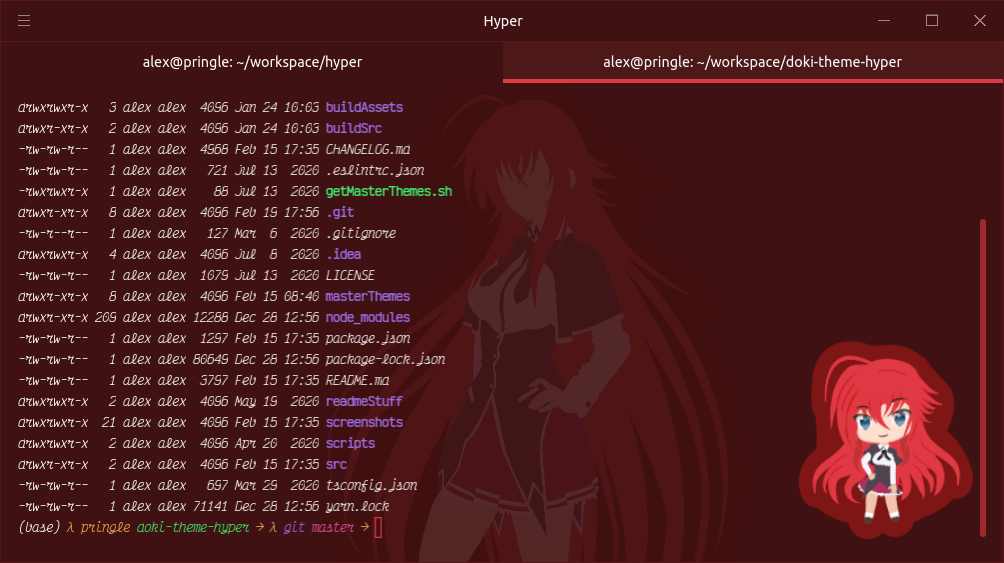 Hyper
alex@pringle: ~/workspace/hyper
alex@pringle: ~/workspace/doki-theme-hyper
drwxrwxr-x 3 alex alex 4096 Jan 24 10:03 buildAssets
drwxr-xr-x 2 alex alex 4096 Jan 24 10:03 buildSrc
-rw-rw-r-- 1 alex alex 4968 Feb 15 17:35 CHANGELOG.md
-rw-rw-r-- 1 alex alex 721 Jul 13 2020 .eslintrc.json
-rwxrwxr-x 1 alex alex 88 Jul 13 2020 getMasterThemes.sh
drwxrwxr-x 8 alex alex 4096 Feb 19 17:56 .git
-rw-r--r-- 1 alex alex 127 Mar 6 2020 .gitignore
drwxrwxr-x 4 alex alex 4096 Jul 8 2020 .idea
-rw-rw-r-- 1 alex alex 1079 Jul 13 2020 LICENSE
drwxr-xr-x 8 alex alex 4096 Feb 15 08:40 masterThemes
drwxr-xr-x 209 alex alex 12288 Dec 28 12:56 node_modules
-rw-rw-r-- 1 alex alex 1297 Feb 15 17:35 package.json
-rw-rw-r-- 1 alex alex 80649 Dec 28 12:56 package-lock.json
-rw-rw-r-- 1 alex alex 3797 Feb 15 17:35 README.md
drwxrwxr-x 2 alex alex 4096 May 19 2020 readmeStuff
drwxrwxr-x 21 alex alex 4096 Feb 15 17:35 screenshots
drwxrwxr-x 2 alex alex 4096 Apr 20 2020 scripts
drwxr-xr-x 2 alex alex 4096 Feb 15 17:35 src
-rw-rw-r-- 1 alex alex 697 Mar 29 2020 tsconfig.json
-rw-rw-r-- 1 alex alex 71141 Dec 28 12:56 yarn.lock
(base) λ pringle doki-theme-hyper → λ git master →